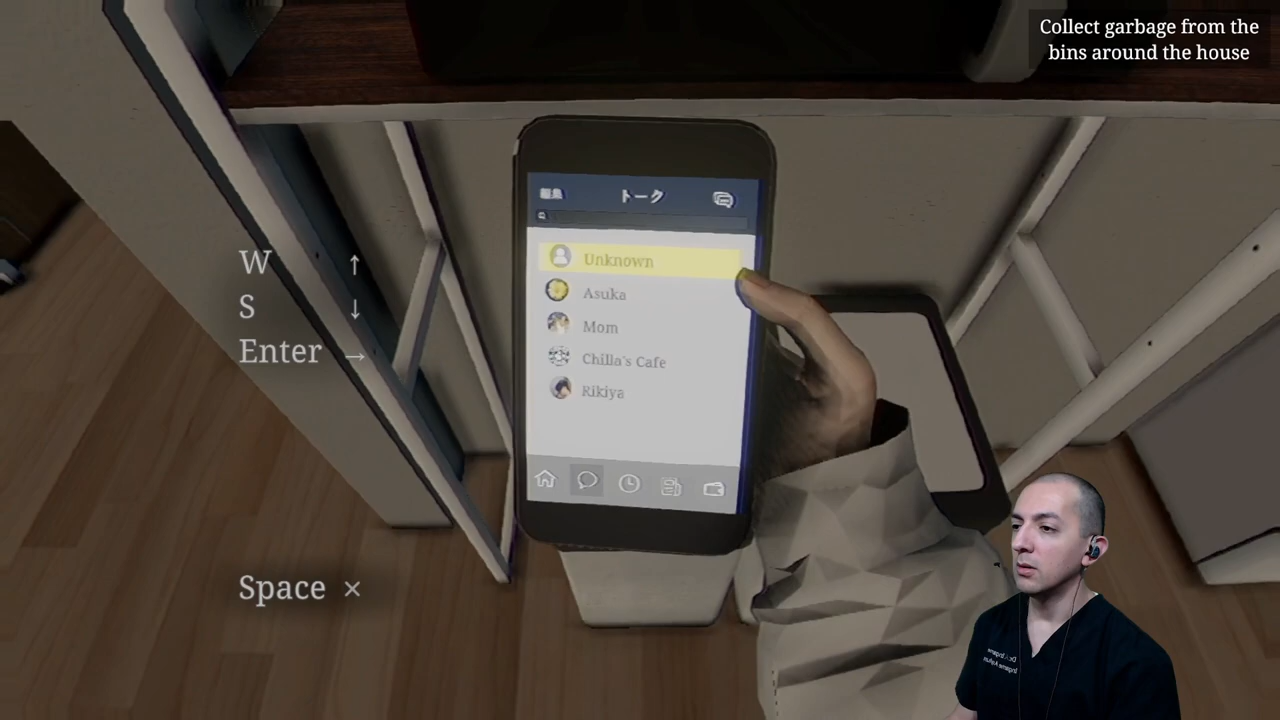 Collect garbage from the
bins around the house
編集
トーク
Unknown
Asuka
Mom
Chilla's Cafe
Rikiya
W ↑
S ↓
Enter →
Space ×